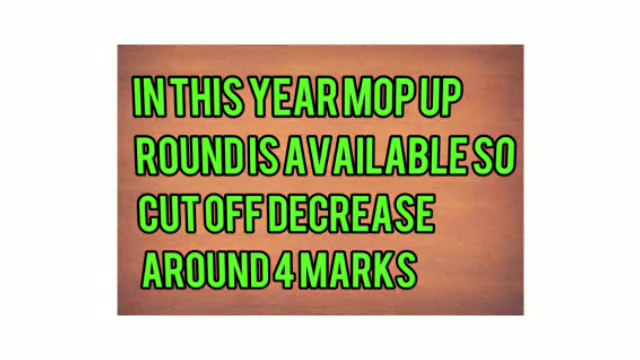 IN THIS YEAR MOP UP
ROUND IS AVAILABLE SO
CUT OFF DECREASE
AROUND 4 MARKS